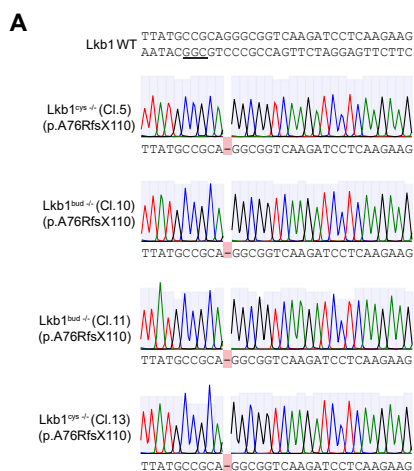 A
TTATGCCGCAGGGCGGTCAAGATCCTCAAGAAG
Lkb1 WT
AATACGGCGTCCCGCCAGTTCTAGGAGTTCTTC
Lkb1cys -/- (Cl.5)
(p.A76RfsX110)
TTATGCCGCA-GGCGGTCAAGATCCTCAAGAAG
Lkb1bud -/- (Cl.10)
(p.A76RfsX110)
TTATGCCGCA-GGCGGTCAAGATCCTCAAGAAG
Lkb1bud -/- (Cl.11)
(p.A76RfsX110)
TTATGCCGCA-GGCGGTCAAGATCCTCAAGAAG
Lkb1cys -/- (Cl.13)
(p.A76RfsX110)
TTATGCCGCA-GGCGGTCAAGATCCTCAAGAAG